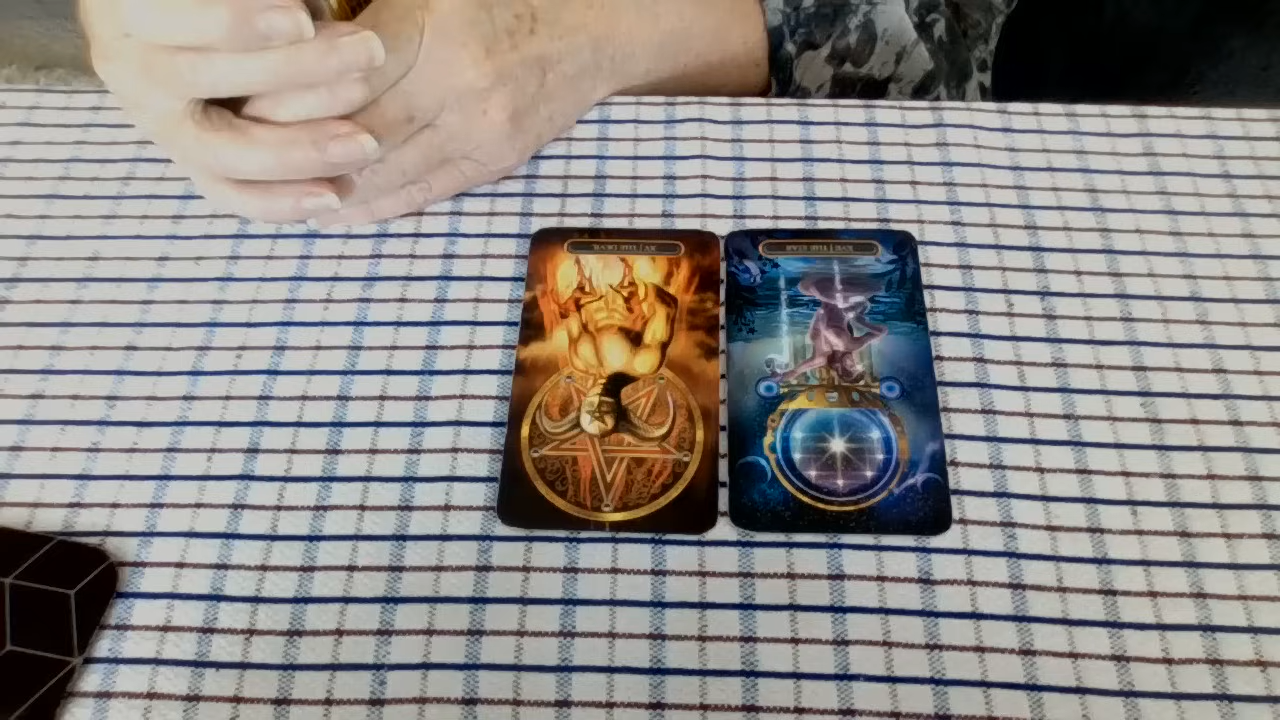 XV | THE DEVIL
XVII | THE STAR